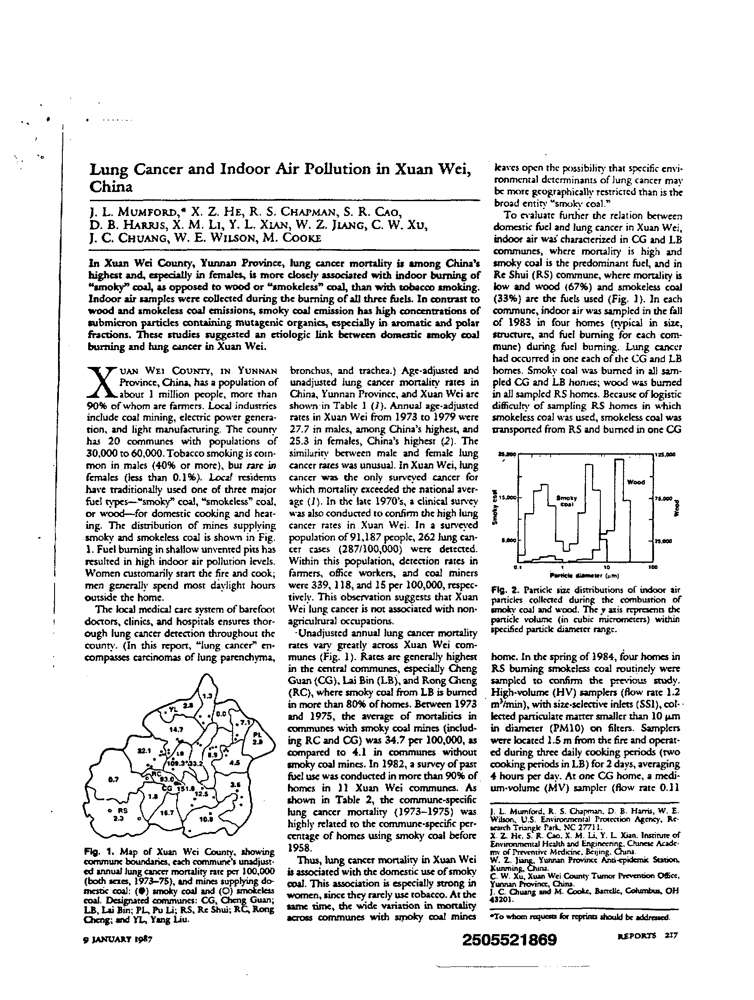 Lung Cancer and Indoor Air Pollution in Xuan Wei,
China
J. L. MUMFORD,* X. Z. HE, R. S. CHAPMAN, S. R. CAO,
D. B. HARRIS, X. M. LI, Y. L. XIAN, W. Z. JIANG, C. W. XU,
J. C. CHUANG, W. E. WILSON, M. COOKE
In Xuan Wei County, Yunnan Province, lung cancer mortality is among China's
highest and, especially in females, is more closely associated with indoor burning of
"smoky" coal, as opposed to wood or "smokeless" coal, than with tobacco smoking.
Indoor air samples were collected during the burning of all three fuels. In contrast to
wood and smokeless coal emissions, smoky coal emission has high concentrations of
submicron particles containing mutagenic organics, especially in aromatic and polar
fractions. These studies suggested an etiologic link between domestic smoky coal
burning and lung cancer in Xuan Wei.
XUAN WEI COUNTY, IN YUNNAN
Province, China, has a population of
about 1 million people, more than
90% of whom are farmers. Local industries
include coal mining, electric power genera-
tion, and light manufacturing. The county
has 20 communes with populations of
30,000 to 60,000. Tobacco smoking is com-
mon in males (40% or more), but rare in
females (less than 0.1%). Local residents
have traditionally used one of three major
fuel types—"smoky" coal, "smokeless" coal,
or wood—for domestic cooking and heat-
ing. The distribution of mines supplying
smoky and smokeless coal is shown in Fig.
1. Fuel burning in shallow unvented pits has
resulted in high indoor air pollution levels.
Women customarily start the fire and cook;
men generally spend most daylight hours
outside the home.
The local medical care system of barefoot
doctors, clinics, and hospitals ensures thor-
ough lung cancer detection throughout the
county. (In this report, "lung cancer" en-
compasses carcinomas of lung parenchyma,
1.3
YL 2.8
0.0
7.1
14.7
PL
2.9
22.1
LB
109.3
33.2
8.9
4.5
0.7
RC
93.0
CG 151.8
3.6
1.8
12.5
RS
2.3
16.7
10.8
Fig. 1. Map of Xuan Wei County, showing
commune boundaries, each commune's unadjust-
ed annual lung cancer mortality rate per 100,000
(both sexes, 1973–75), and mines supplying do-
mestic coal: (●) smoky coal and (○) smokeless
coal. Designated communes: CG, Cheng Guan;
LB, Lai Bin; PL, Pu Li; RS, Re Shui; RC, Rong
Cheng; and YL, Yang Liu.
bronchus, and trachea.) Age-adjusted and
unadjusted lung cancer mortality rates in
China, Yunnan Province, and Xuan Wei are
shown in Table 1 (1). Annual age-adjusted
rates in Xuan Wei from 1973 to 1979 were
27.7 in males, among China's highest, and
25.3 in females, China's highest (2). The
similarity between male and female lung
cancer rates was unusual. In Xuan Wei, lung
cancer was the only surveyed cancer for
which mortality exceeded the national aver-
age (1). In the late 1970's, a clinical survey
was also conducted to confirm the high lung
cancer rates in Xuan Wei. In a surveyed
population of 91,187 people, 262 lung can-
cer cases (287/100,000) were detected.
Within this population, detection rates in
farmers, office workers, and coal miners
were 339, 118, and 15 per 100,000, respec-
tively. This observation suggests that Xuan
Wei lung cancer is not associated with non-
agricultural occupations.
Unadjusted annual lung cancer mortality
rates vary greatly across Xuan Wei com-
munes (Fig. 1). Rates are generally highest
in the central communes, especially Cheng
Guan (CG), Lai Bin (LB), and Rong Cheng
(RC), where smoky coal from LB is burned
in more than 80% of homes. Between 1973
and 1975, the average of mortalities in
communes with smoky coal mines (includ-
ing RC and CG) was 34.7 per 100,000, as
compared to 4.1 in communes without
smoky coal mines. In 1982, a survey of past
fuel use was conducted in more than 90% of
homes in 11 Xuan Wei communes. As
shown in Table 2, the commune-specific
lung cancer mortality (1973–1975) was
highly related to the commune-specific per-
centage of homes using smoky coal before
1958.
Thus, lung cancer mortality in Xuan Wei
is associated with the domestic use of smoky
coal. This association is especially strong in
women, since they rarely use tobacco. At the
same time, the wide variation in mortality
across communes with smoky coal mines
leaves open the possibility that specific envi-
ronmental determinants of lung cancer may
be more geographically restricted than is the
broad entity "smoky coal."
To evaluate further the relation between
domestic fuel and lung cancer in Xuan Wei,
indoor air was characterized in CG and LB
communes, where mortality is high and
smoky coal is the predominant fuel, and in
Re Shui (RS) commune, where mortality is
low and wood (67%) and smokeless coal
(33%) are the fuels used (Fig. 1). In each
commune, indoor air was sampled in the fall
of 1983 in four homes (typical in size,
structure, and fuel burning for each com-
mune) during fuel burning. Lung cancer
had occurred in one each of the CG and LB
homes. Smoky coal was burned in all sam-
pled CG and LB homes; wood was burned
in all sampled RS homes. Because of logistic
difficulty of sampling RS homes in which
smokeless coal was used, smokeless coal was
transported from RS and burned in one CG
25,000
15,000
5,000
Smoky coal
Smoky
coal
Wood
125,000
75,000
25,000
Wood
0.1
1
10
100
Particle diameter (μm)
Fig. 2. Particle size distributions of indoor air
particles collected during the combustion of
smoky coal and wood. The y axis represents the
particle volume (in cubic micrometers) within
specified particle diameter range.
home. In the spring of 1984, four homes in
RS burning smokeless coal routinely were
sampled to confirm the previous study.
High-volume (HV) samplers (flow rate 1.2
m³/min), with size-selective inlets (SSI), col-
lected particulate matter smaller than 10 μm
in diameter (PM10) on filters. Samplers
were located 1.5 m from the fire and operat-
ed during three daily cooking periods (two
cooking periods in LB) for 2 days, averaging
4 hours per day. At one CG home, a medi-
um-volume (MV) sampler (flow rate 0.11
J. L. Mumford, R. S. Chapman, D. B. Harris, W. E.
Wilson, U.S. Environmental Protection Agency, Re-
search Triangle Park, NC 27711.
X. Z. He, S. R. Cao, X. M. Li, Y. L. Xian, Institute of
Environmental Health and Engineering, Chinese Acade-
my of Preventive Medicine, Beijing, China.
W. Z. Jiang, Yunnan Province Anti-epidemic Station,
Kunming, China.
C. W. Xu, Xuan Wei County Tumor Prevention Office,
Yunnan Province, China.
J. C. Chuang and M. Cooke, Battelle, Columbus, OH
43201.
*To whom requests for reprints should be addressed.
9 JANUARY 1987
2505521869
REPORTS 217